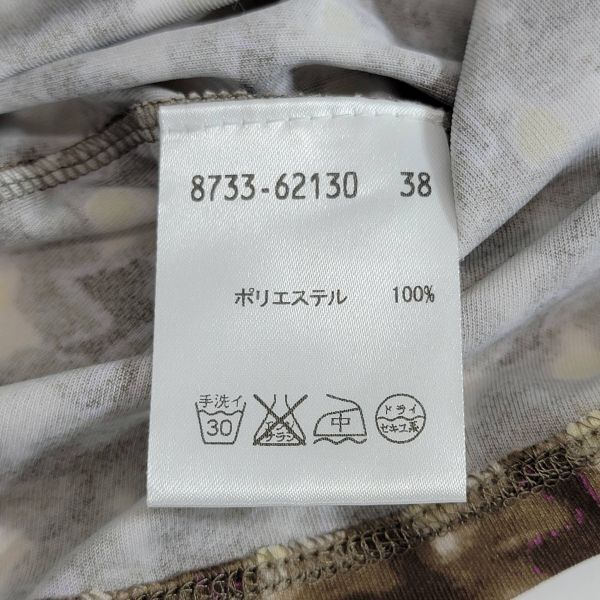 8733-62130 38
ポリエステル 100%
手洗イ
30
エンソ
サラシ
中
ドライ
セキユ系